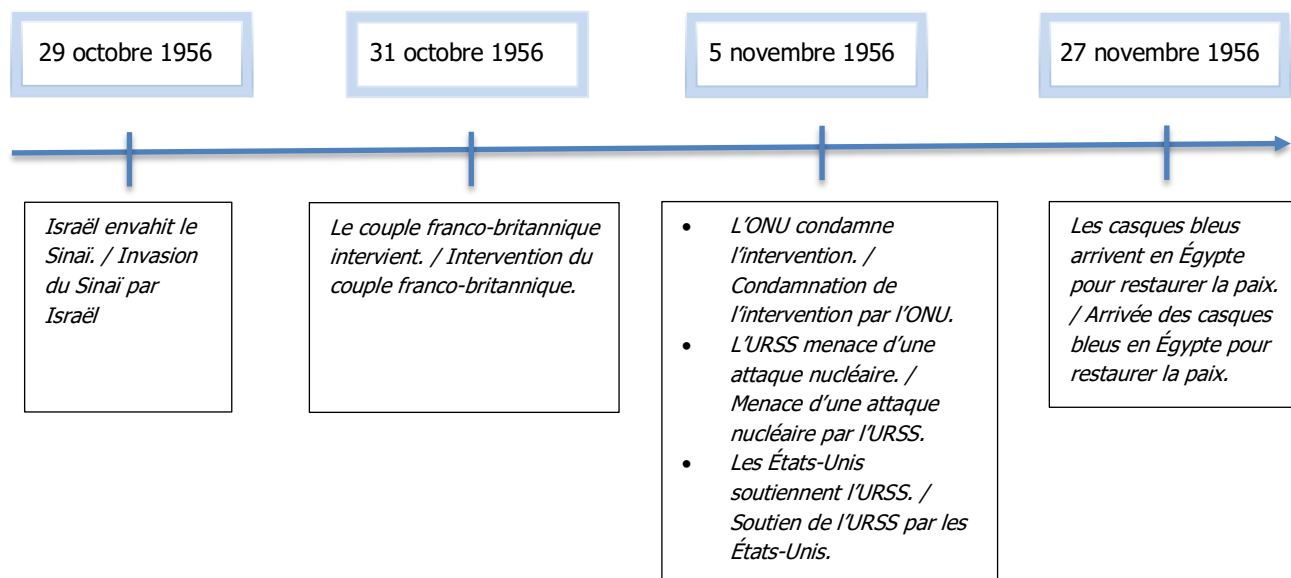 29 octobre 1956
31 octobre 1956
5 novembre 1956
27 novembre 1956
Israël envahit le
Sinaï. / Invasion
du Sinaï par
Israël
Le couple franco-britannique
intervient. / Intervention du
couple franco-britannique.
• L'ONU condamne
l'intervention. /
Condamnation de
l'intervention par l'ONU.
• L'URSS menace d'une
attaque nucléaire. /
Menace d'une attaque
nucléaire par l'URSS.
• Les États-Unis
soutiennent l'URSS. /
Soutien de l'URSS par les
États-Unis.
Les casques bleus
arrivent en Égypte
pour restaurer la paix.
/ Arrivée des casques
bleus en Égypte pour
restaurer la paix.